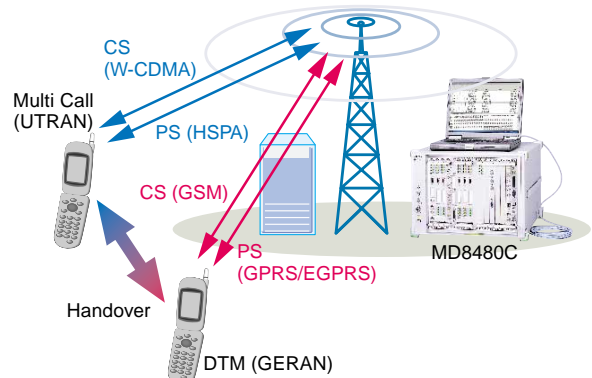 CS
(W-CDMA)
Multi Call
(UTRAN)
PS (HSPA)
CS (GSM)
PS
(GPRS/EGPRS)
MD8480C
Handover
DTM (GERAN)